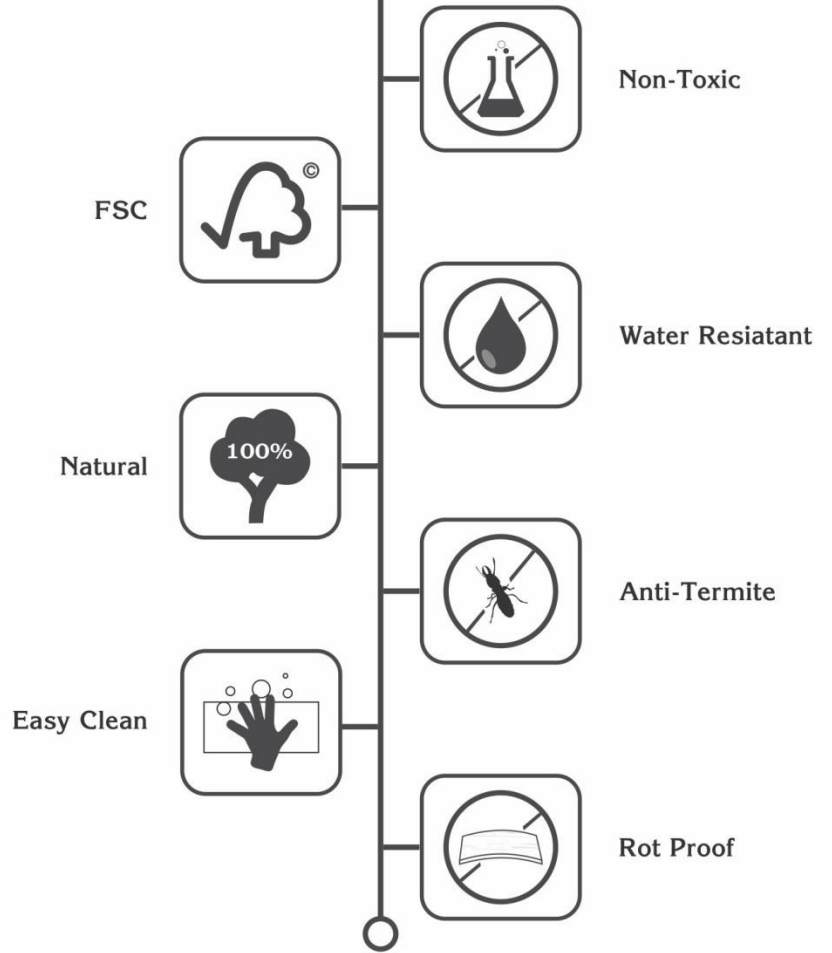 Non-Toxic
©
FSC
Water Resiatant
100%
Natural
Anti-Termite
Easy Clean
Rot Proof